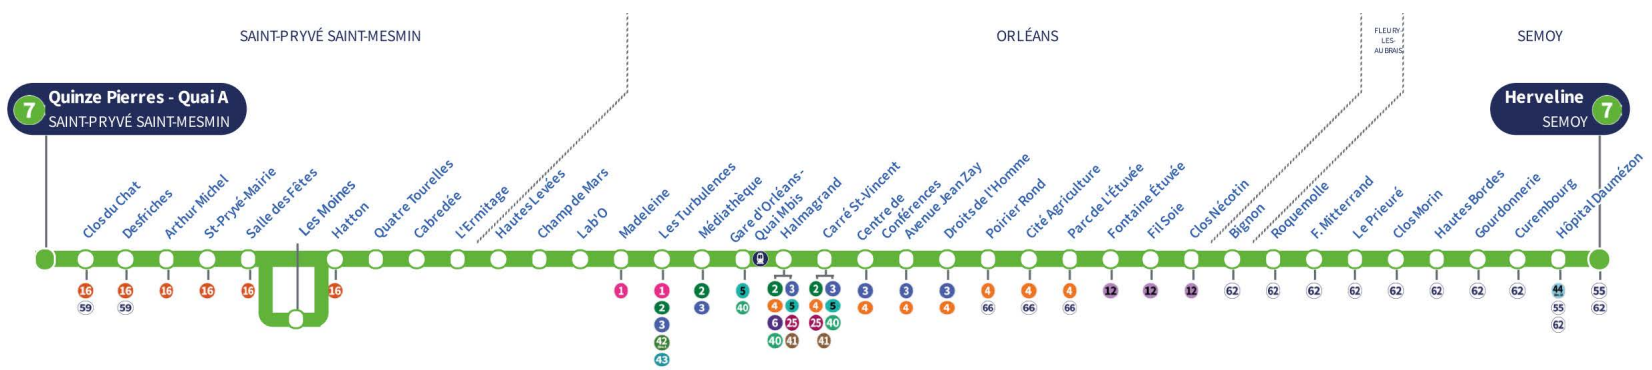 SAINT-PRYVÉ SAINT-MESMIN
ORLÉANS
FLEURY-
LES-
AUBRAIS
SEMOY
7
Quinze Pierres - Quai A
SAINT-PRYVÉ SAINT-MESMIN
Herveline
SEMOY
7
Clos du Chat
Desfriches
Arthur Michel
St-Pryvé-Mairie
Salle des Fêtes
Les Moines
Hatton
Quatre Tourelles
Cabredée
L'Ermitage
Hautes Levées
Champ de Mars
Lab'O
Madeleine
Les Turbulences
Médiathèque
Gare d'Orléans-
Quai Mbis
Halmagrand
Carré St-Vincent
Centre de
Conférences
Avenue Jean Zay
Droits de l'Homme
Poirier Rond
Cité Agriculture
Parc de L'Étuvée
Fontaine Étuvée
Fil Soie
Clos Nécotin
Bignon
Roquemolle
F. Mitterrand
Le Prieuré
Clos Morin
Hautes Bordes
Gourdonnerie
Curembourg
Hôpital Daumézon
16
59
16
59
16
16
16
16
1
1
2
3
42
43
2
3
5
40
2 3
4 5
6 25
40 41
2 3
4 5
25 40
41
3
4
3
4
3
4
4
66
4
66
4
66
12
12
12
62
62
62
62
62
62
62
62
44
55
62
55
62